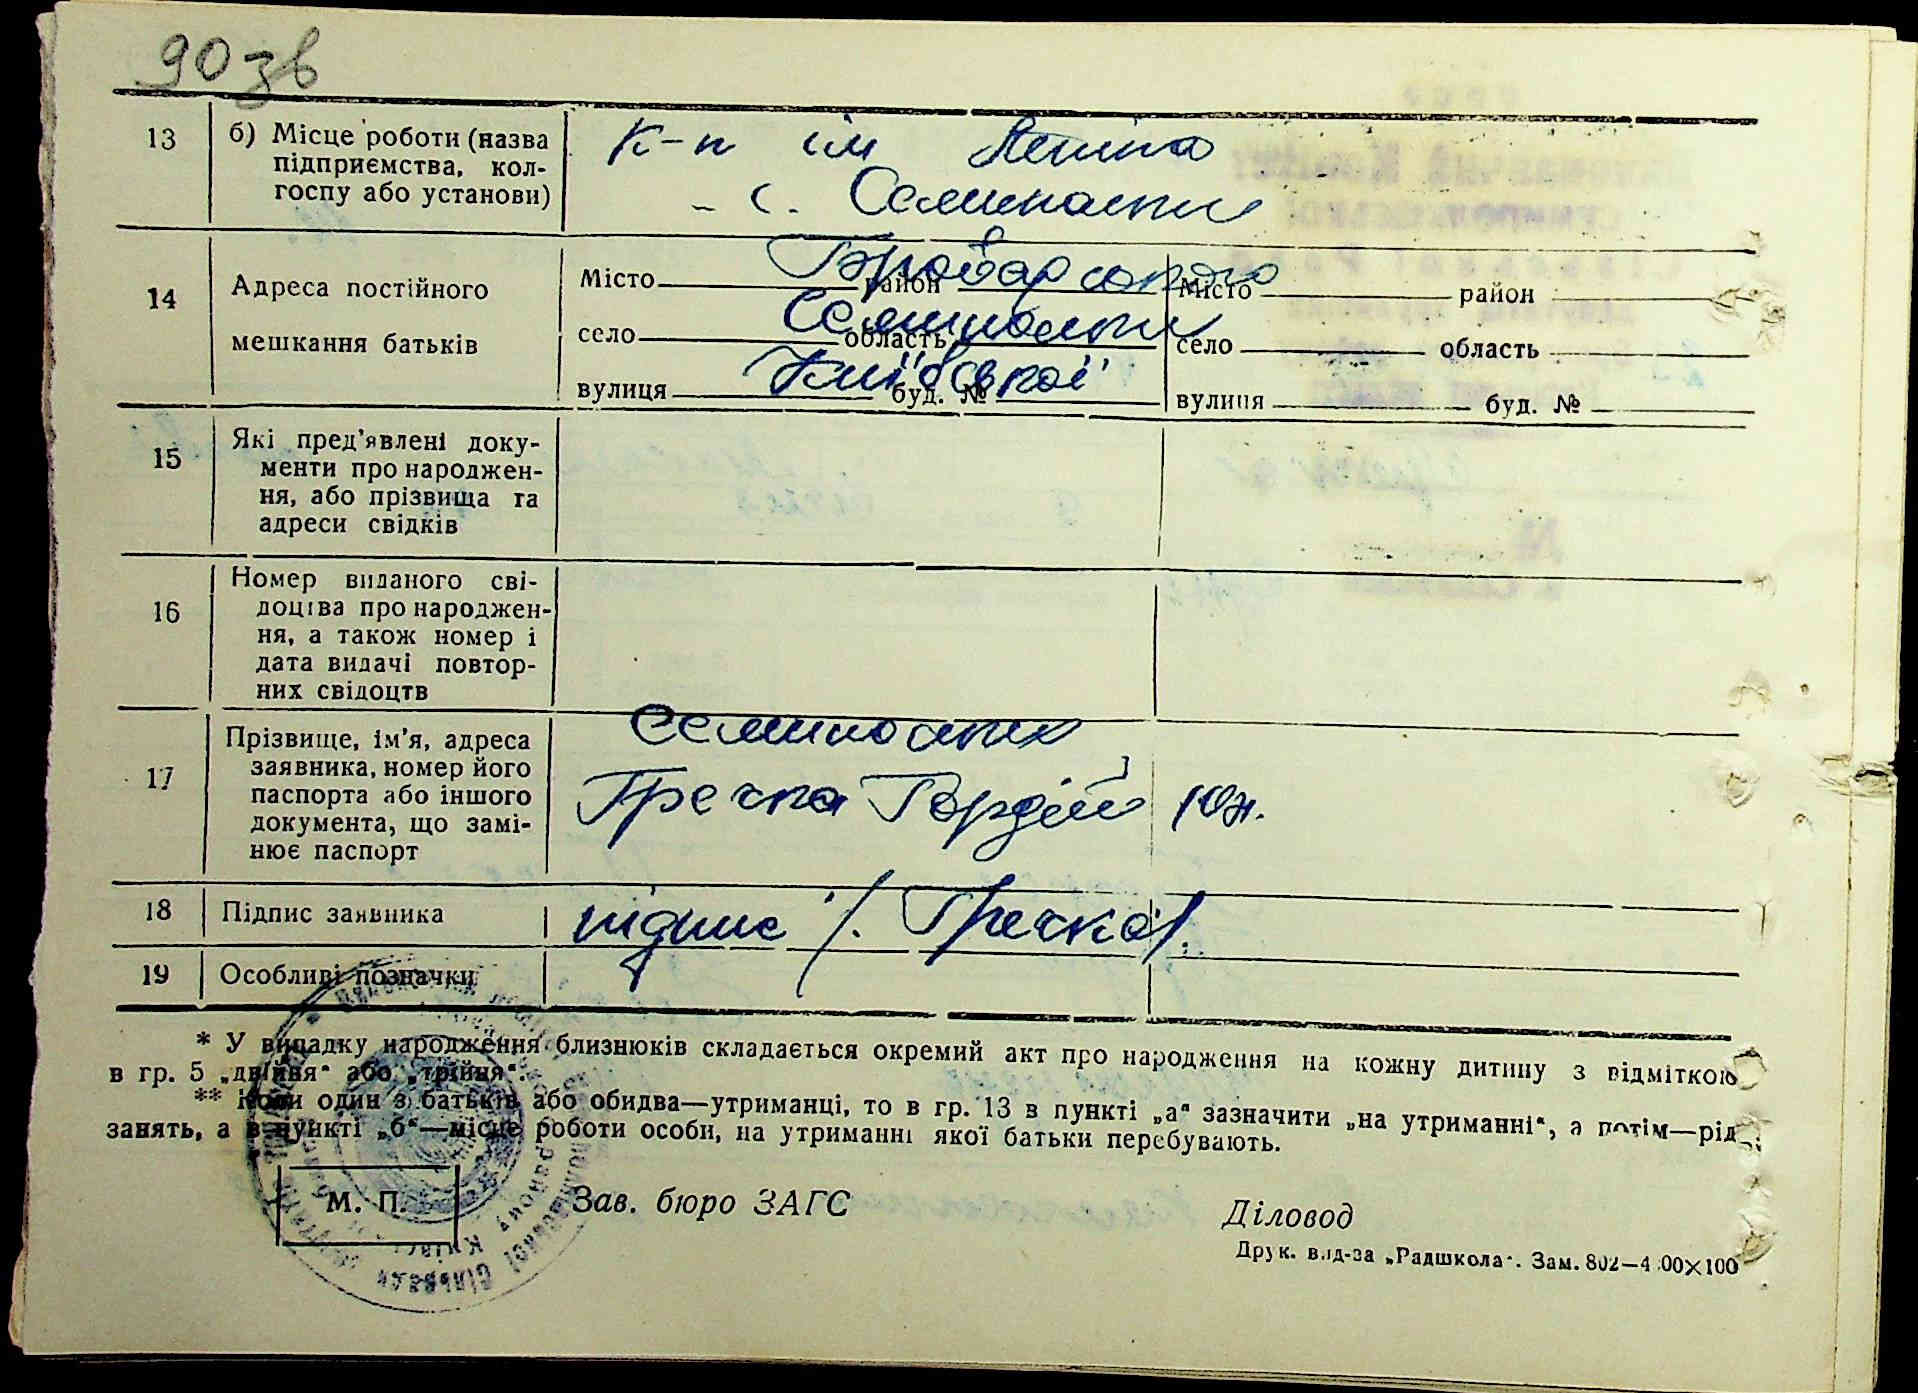 90 зв
13 б) Місце роботи (назва підприємства, колгоспу або установи) К-п ім Леніна
с. Семиполки
14 Адреса постійного мешкання батьків
Місто район Броварського Місто район
село область Семиполки село область
вулиця буд. № Київської вулиця буд. №
15 Які пред'явлені доку-
менти про народжен-
ня, або прізвища та
адреси свідків
16 Номер виданого сві-
доцтва про народжен-
ня, а також номер і
дата видачі повтор-
них свідоцтв
17 Прізвище, ім'я, адреса
заявника, номер його
паспорта або іншого
документа, що замі-
нює паспорт
Семиполки
Гречка Гордій Юх.
18 Підпис заявника підпис /. Гречка/.
19 Особливі позначки
* У випадку народження близнюків складається окремий акт про народження на кожну дитину з відміткою
в гр. 5 „двійня“ або „трійня“.
** Коли один з батьків або обидва—утриманці, то в гр. 13 в пункті „а“ зазначити „на утриманні“, а потім—рід
занять, а в пункті „б“—місце роботи особи, на утриманні якої батьки перебувають.
М. П. Зав. бюро ЗАГС Діловод
Друк. вид-ва „Радшкола“. Зам. 802—4 00×100